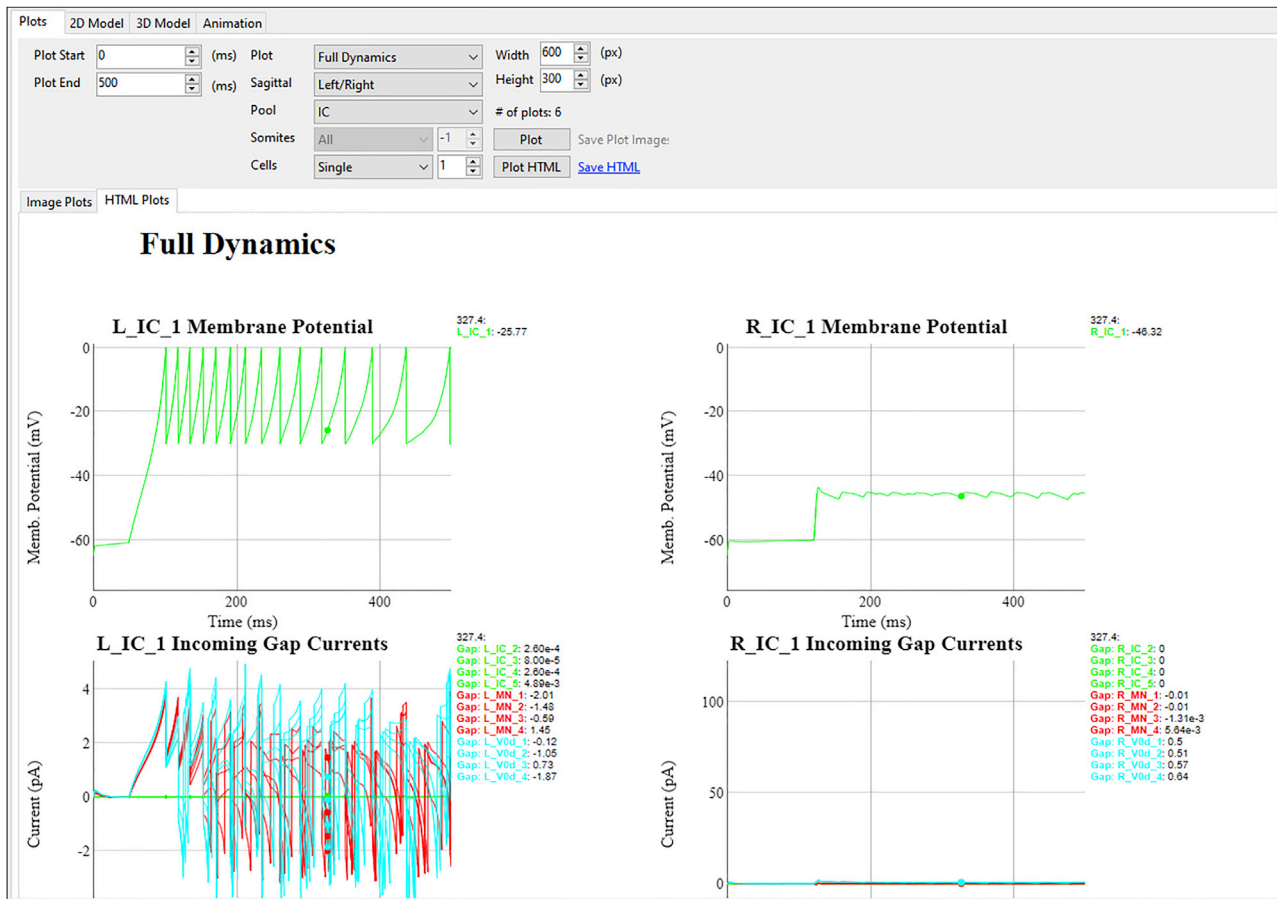 Plots 2D Model 3D Model Animation
Plot Start 0 (ms) Plot Full Dynamics Width 600 (px)
Plot End 500 (ms) Sagittal Left/Right Height 300 (px)
Pool IC # of plots: 6
Somites All -1 Plot Save Plot Image
Cells Single 1 Plot HTML Save HTML
Image Plots HTML Plots
Full Dynamics
L_IC_1 Membrane Potential
327.4:
L_IC_1: -25.77
0
-20
-40
-60
Memb. Potential (mV)
0 200 400
Time (ms)
R_IC_1 Membrane Potential
327.4:
R_IC_1: -46.32
0
-20
-40
-60
Memb. Potential (mV)
0 200 400
Time (ms)
L_IC_1 Incoming Gap Currents
327.4:
Gap: L_IC_2: 2.60e-4
Gap: L_IC_3: 8.00e-5
Gap: L_IC_4: 2.60e-4
Gap: L_IC_5: 4.89e-3
Gap: L_MN_1: -2.01
Gap: L_MN_2: -1.48
Gap: L_MN_3: -0.59
Gap: L_MN_4: 1.45
Gap: L_V0d_1: -0.12
Gap: L_V0d_2: -1.05
Gap: L_V0d_3: 0.73
Gap: L_V0d_4: -1.87
4
2
0
-2
Current (pA)
R_IC_1 Incoming Gap Currents
327.4:
Gap: R_IC_2: 0
Gap: R_IC_3: 0
Gap: R_IC_4: 0
Gap: R_IC_5: 0
Gap: R_MN_1: -0.01
Gap: R_MN_2: -0.01
Gap: R_MN_3: -1.31e-3
Gap: R_MN_4: 5.64e-3
Gap: R_V0d_1: 0.5
Gap: R_V0d_2: 0.51
Gap: R_V0d_3: 0.57
Gap: R_V0d_4: 0.64
100
50
0
Current (pA)